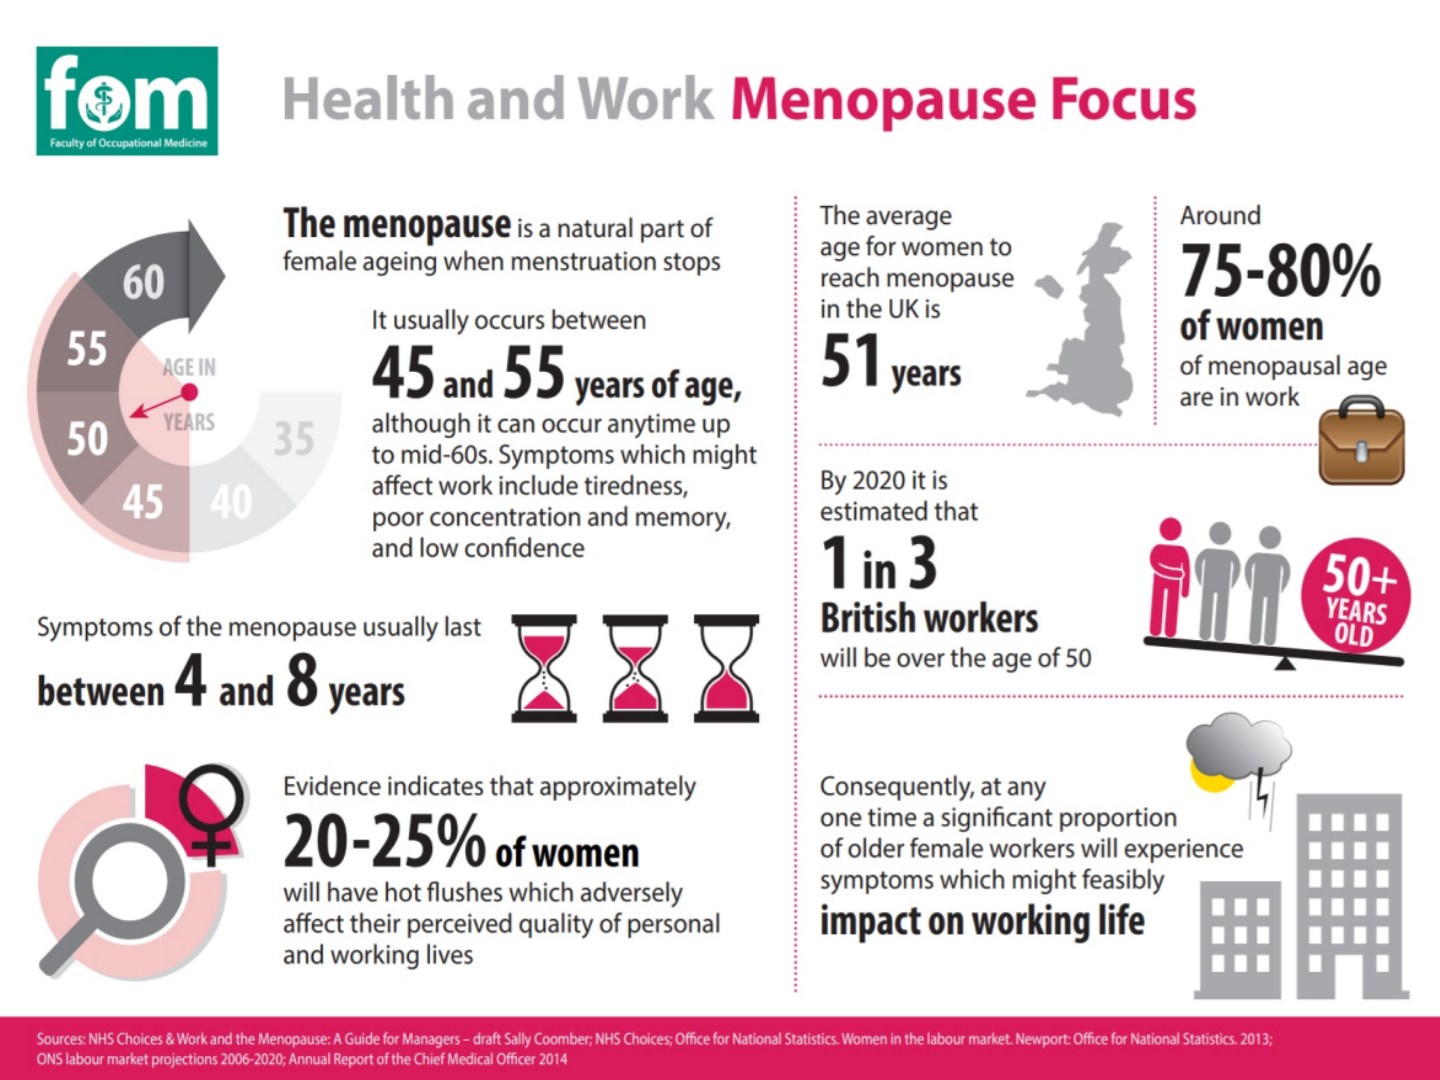 fom
Faculty of Occupational Medicine
Health and Work Menopause Focus
60
55
50
45
40
35
AGE IN
YEARS
The menopause is a natural part of
female ageing when menstruation stops
It usually occurs between
45 and 55 years of age,
although it can occur anytime up
to mid-60s. Symptoms which might
affect work include tiredness,
poor concentration and memory,
and low confidence
Symptoms of the menopause usually last
between 4 and 8 years
Evidence indicates that approximately
20-25% of women
will have hot flushes which adversely
affect their perceived quality of personal
and working lives
The average
age for women to
reach menopause
in the UK is
51 years
Around
75-80%
of women
of menopausal age
are in work
By 2020 it is
estimated that
1 in 3
British workers
will be over the age of 50
50+
YEARS
OLD
Consequently, at any
one time a significant proportion
of older female workers will experience
symptoms which might feasibly
impact on working life
Sources: NHS Choices & Work and the Menopause: A Guide for Managers – draft Sally Coomber; NHS Choices; Office for National Statistics. Women in the labour market. Newport: Office for National Statistics. 2013;
ONS labour market projections 2006-2020; Annual Report of the Chief Medical Officer 2014